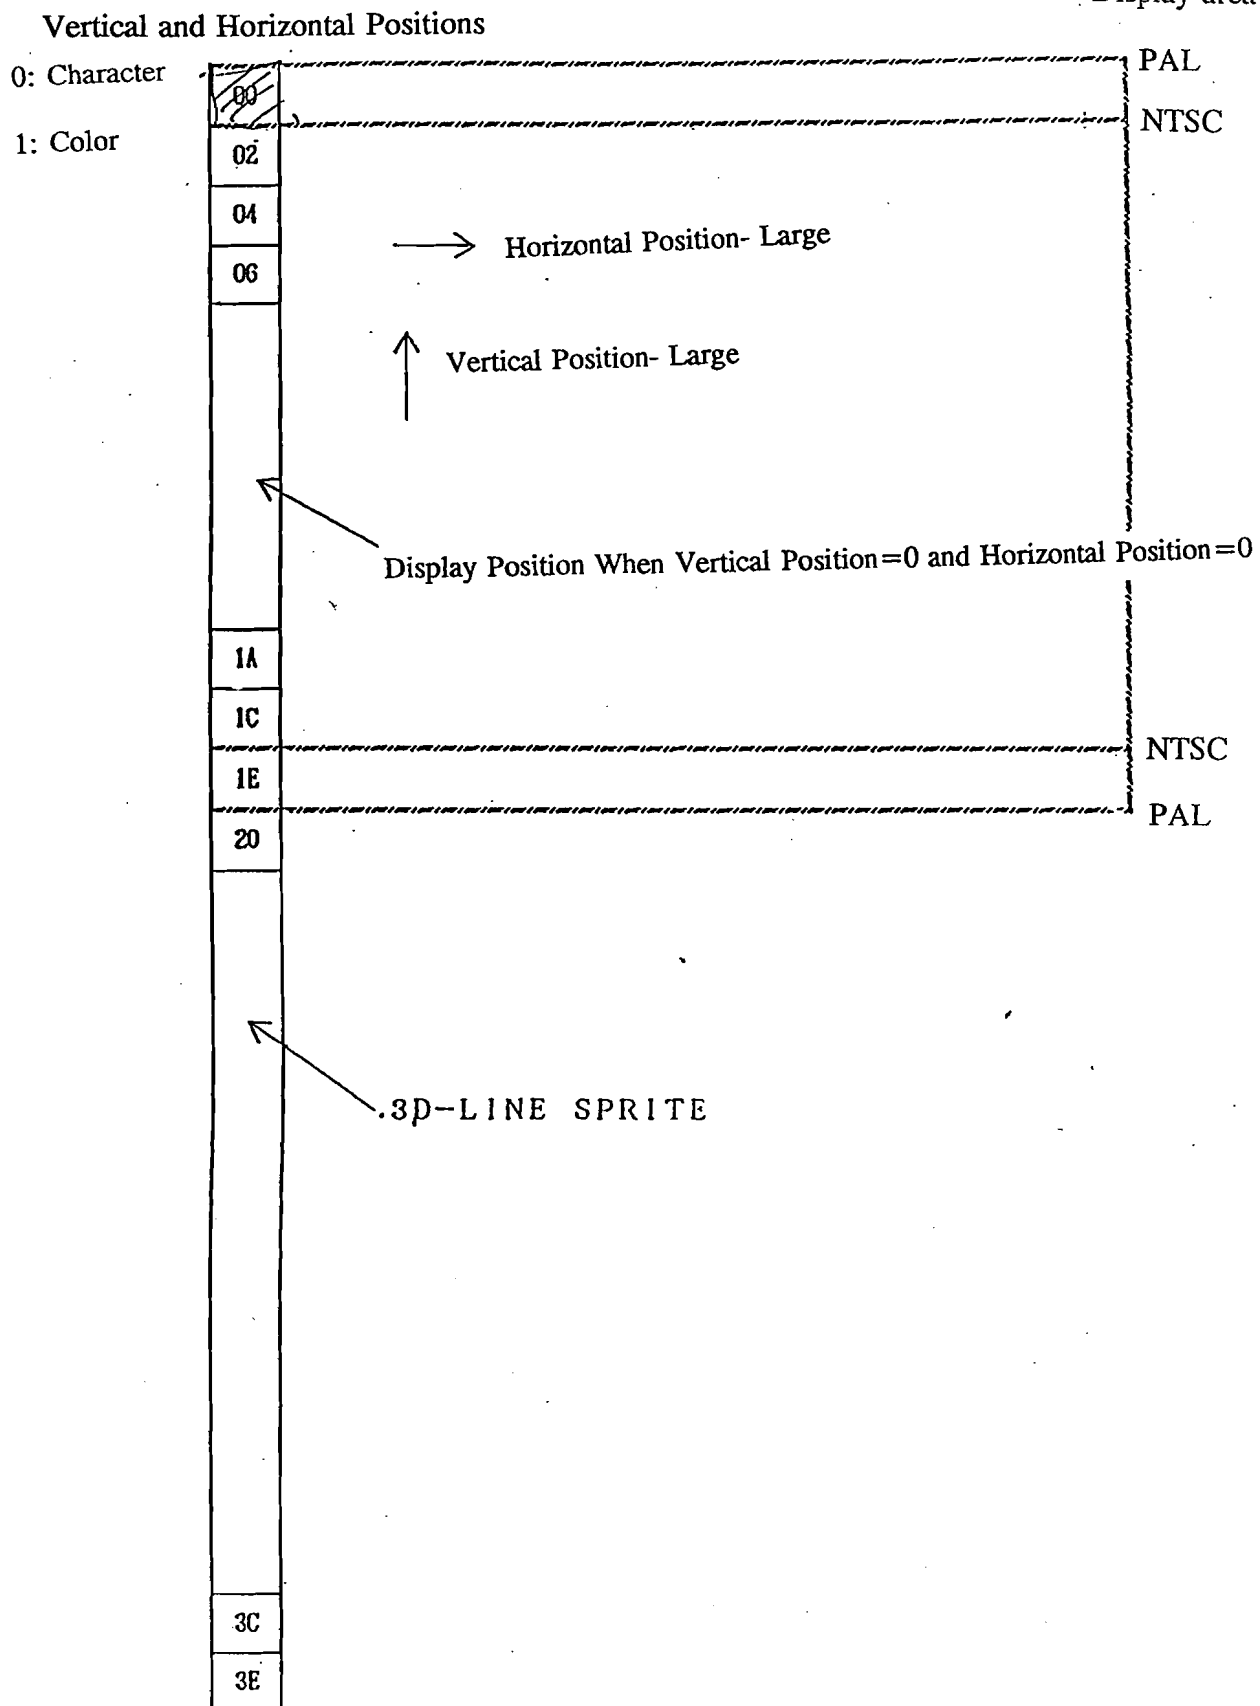 Display area
Vertical and Horizontal Positions
0: Character
00
PAL
NTSC
1: Color
02
04
06
Horizontal Position- Large
Vertical Position- Large
Display Position When Vertical Position=0 and Horizontal Position=0
1A
1C
NTSC
1E
PAL
20
.3D-LINE SPRITE
3C
3E